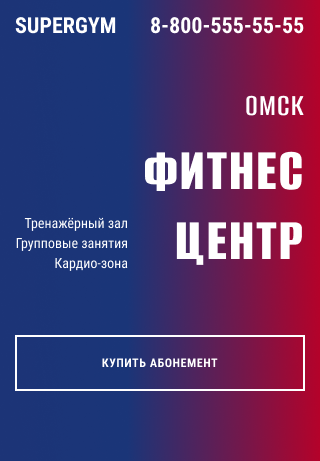 SUPERGYM 8-800-555-55-55
ОМСК
ФИТНЕС
ЦЕНТР
Тренажёрный зал
Групповые занятия
Кардио-зона
КУПИТЬ АБОНЕМЕНТ